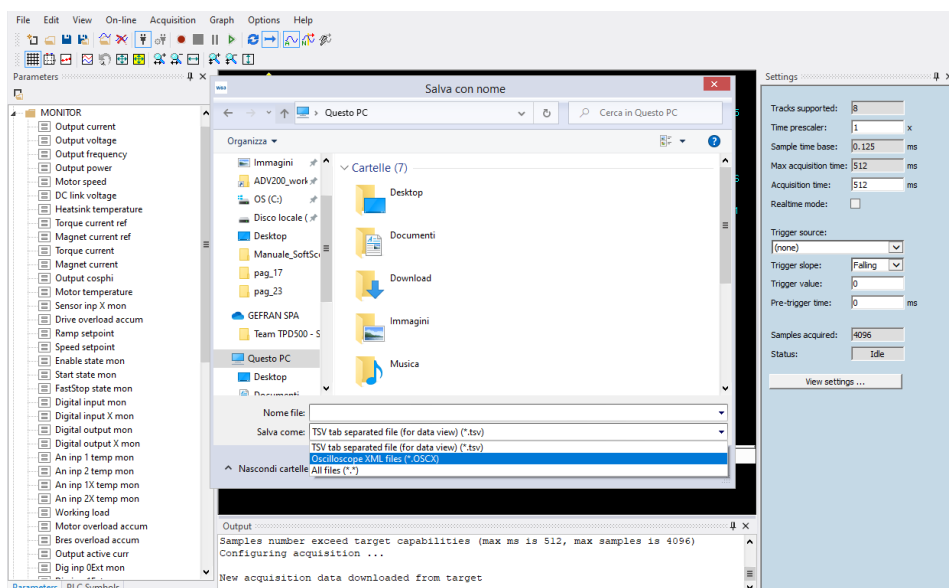 File Edit View On-line Acquisition Graph Options Help
Parameters
MONITOR
Output current
Output voltage
Output frequency
Output power
Motor speed
DC link voltage
Heatsink temperature
Torque current ref
Magnet current ref
Torque current
Magnet current
Output cosphi
Motor temperature
Sensor inp X mon
Drive overload accum
Ramp setpoint
Speed setpoint
Enable state mon
Start state mon
FastStop state mon
Digital input mon
Digital input X mon
Digital output mon
Digital output X mon
An inp 1 temp mon
An inp 2 temp mon
An inp 1X temp mon
An inp 2X temp mon
Working load
Motor overload accum
Bres overload accum
Output active curr
Dig inp 0Ext mon
Parameters PLC Symbols
Salva con nome
Questo PC
Cerca in Questo PC
Organizza
Immagini
ADV200_work
OS (C:)
Disco locale (
Desktop
Manuale_SoftSc
pag_17
pag_23
GEFRAN SPA
Team TPD500 - S
Questo PC
Desktop
Documenti
Cartelle (7)
Desktop
Documenti
Download
Immagini
Musica
Nome file:
Salva come: TSV tab separated file (for data view) (*.tsv)
TSV tab separated file (for data view) (*.tsv)
Oscilloscope XML files (*.OSCX)
All files (*.*)
Nascondi cartelle
Output
Samples number exceed target capabilities (max ms is 512, max samples is 4096)
Configuring acquisition ...
New acquisition data downloaded from target
Settings
Tracks supported: 8
Time prescaler: 1 x
Sample time base: 0.125 ms
Max acquisition time: 512 ms
Acquisition time: 512 ms
Realtime mode:
Trigger source:
(none)
Trigger slope: Falling
Trigger value: 0
Pre-trigger time: 0 ms
Samples acquired: 4096
Status: Idle
View settings ...